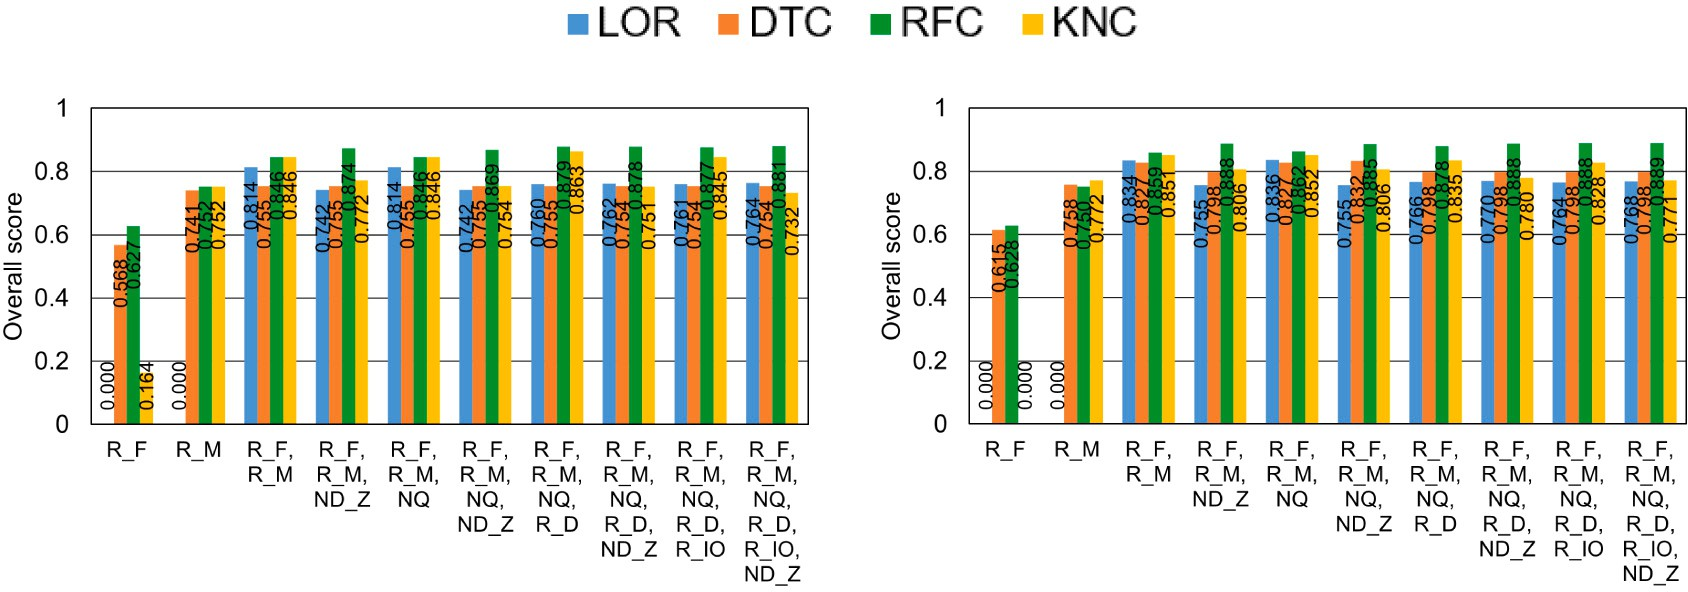 LOR DTC RFC KNC
Overall score
1
0.8
0.6
0.4
0.2
0
0.000 0.568 0.627 0.164
0.000 0.741 0.752 0.752
0.814 0.755 0.846 0.846
0.742 0.755 0.874 0.772
0.814 0.755 0.846 0.846
0.742 0.755 0.869 0.754
0.760 0.755 0.879 0.863
0.762 0.754 0.878 0.751
0.761 0.754 0.877 0.845
0.764 0.754 0.881 0.732
R_F
R_M
R_F,
R_M
R_F,
R_M,
ND_Z
R_F,
R_M,
NQ
R_F,
R_M,
NQ,
ND_Z
R_F,
R_M,
NQ,
R_D
R_F,
R_M,
NQ,
R_D,
ND_Z
R_F,
R_M,
NQ,
R_D,
R_IO
R_F,
R_M,
NQ,
R_D,
R_IO,
ND_Z
Overall score
1
0.8
0.6
0.4
0.2
0
0.000 0.615 0.628 0.000
0.000 0.758 0.750 0.772
0.834 0.827 0.859 0.851
0.755 0.798 0.888 0.806
0.836 0.827 0.862 0.852
0.755 0.832 0.885 0.806
0.766 0.798 0.878 0.835
0.770 0.798 0.888 0.780
0.764 0.798 0.888 0.828
0.768 0.798 0.889 0.771
R_F
R_M
R_F,
R_M
R_F,
R_M,
ND_Z
R_F,
R_M,
NQ
R_F,
R_M,
NQ,
ND_Z
R_F,
R_M,
NQ,
R_D
R_F,
R_M,
NQ,
R_D,
ND_Z
R_F,
R_M,
NQ,
R_D,
R_IO
R_F,
R_M,
NQ,
R_D,
R_IO,
ND_Z